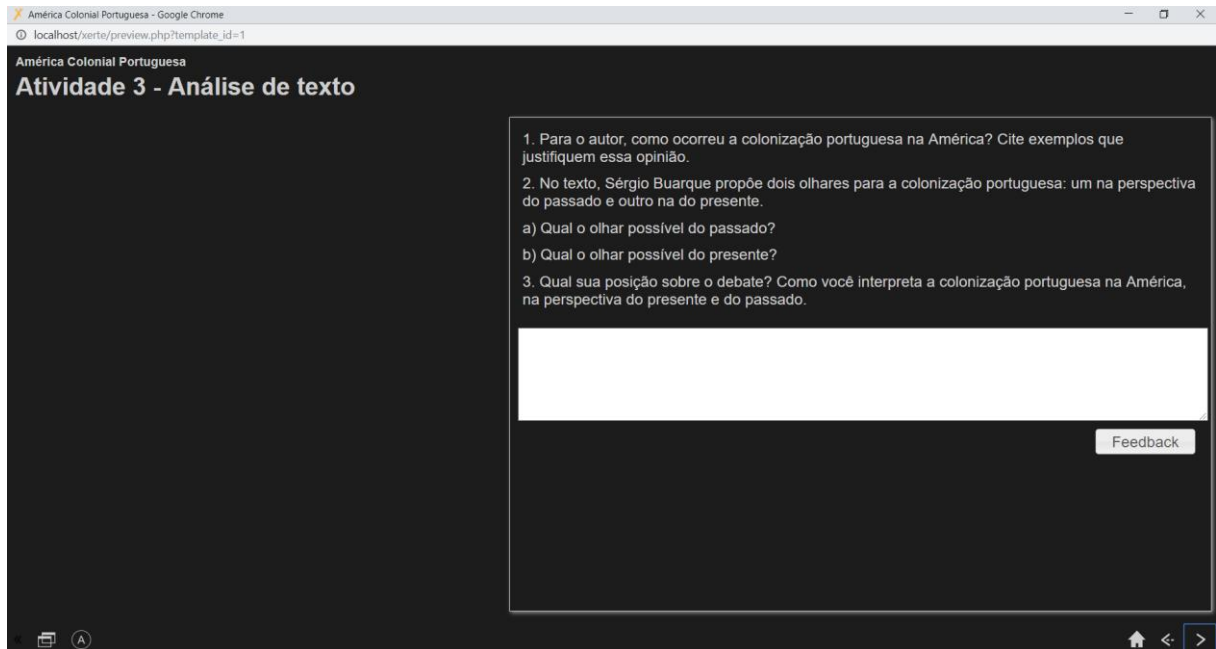 América Colonial Portuguesa - Google Chrome
localhost/xerte/preview.php?template_id=1
América Colonial Portuguesa
Atividade 3 - Análise de texto
1. Para o autor, como ocorreu a colonização portuguesa na América? Cite exemplos que
justifiquem essa opinião.
2. No texto, Sérgio Buarque propõe dois olhares para a colonização portuguesa: um na perspectiva
do passado e outro na do presente.
a) Qual o olhar possível do passado?
b) Qual o olhar possível do presente?
3. Qual sua posição sobre o debate? Como você interpreta a colonização portuguesa na América,
na perspectiva do presente e do passado.
Feedback
A